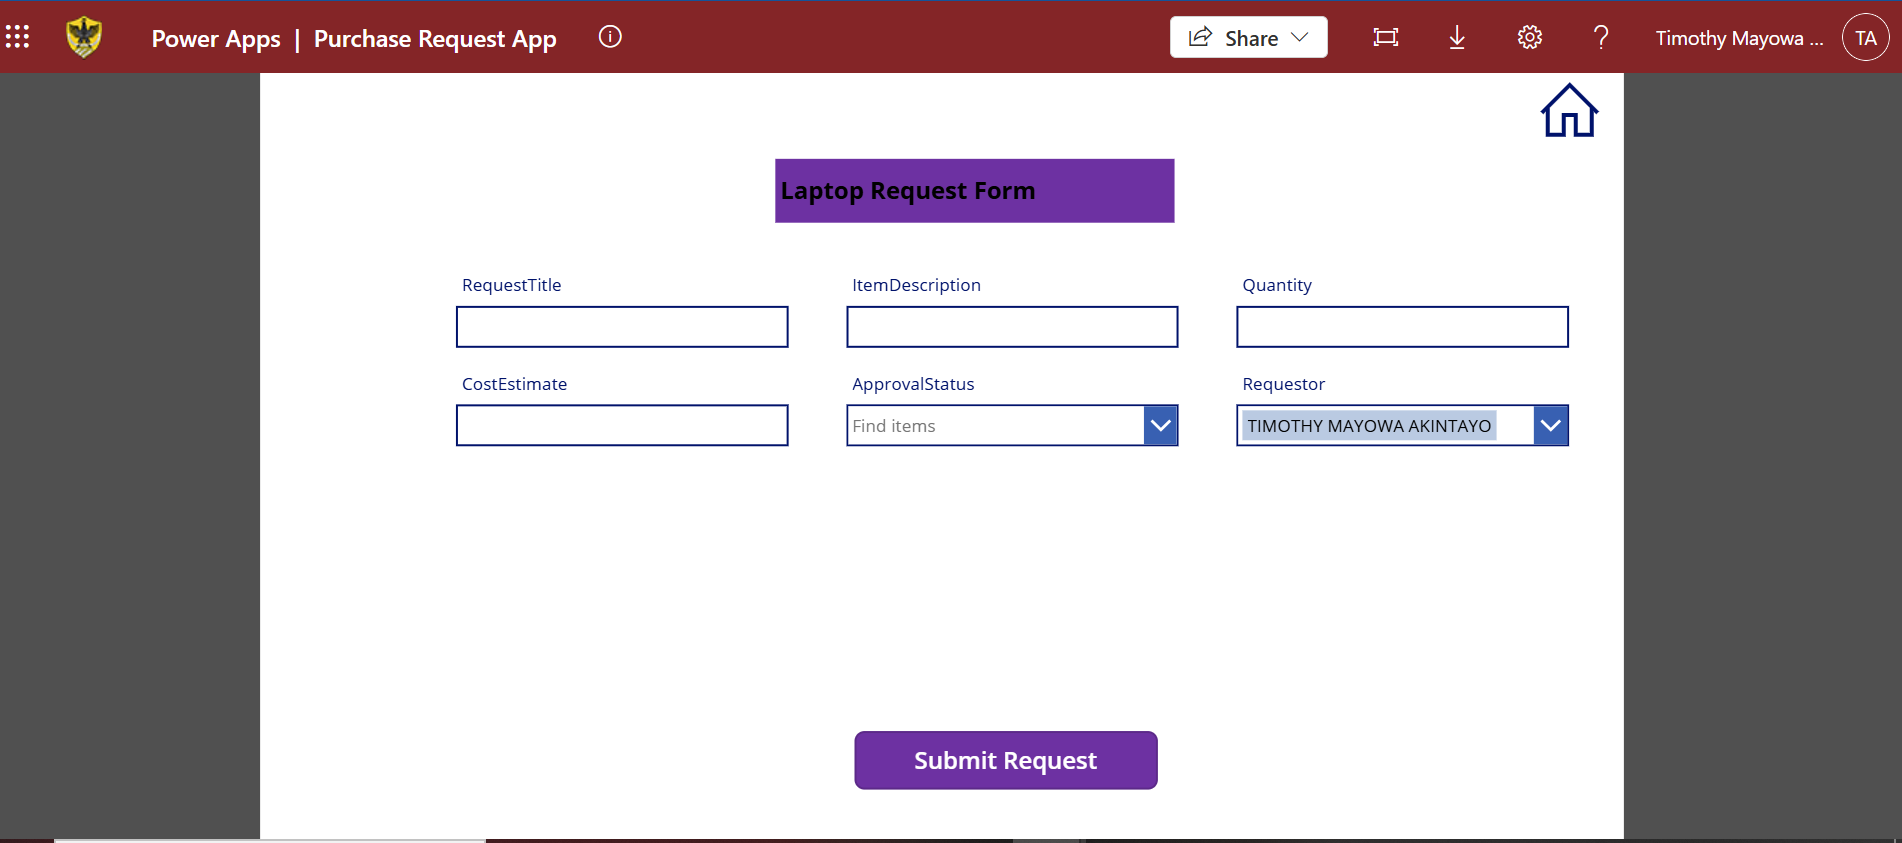 Power Apps | Purchase Request App
Share
Timothy Mayowa ...
TA
Laptop Request Form
RequestTitle
ItemDescription
Quantity
CostEstimate
ApprovalStatus
Requestor
Find items
TIMOTHY MAYOWA AKINTAYO
Submit Request